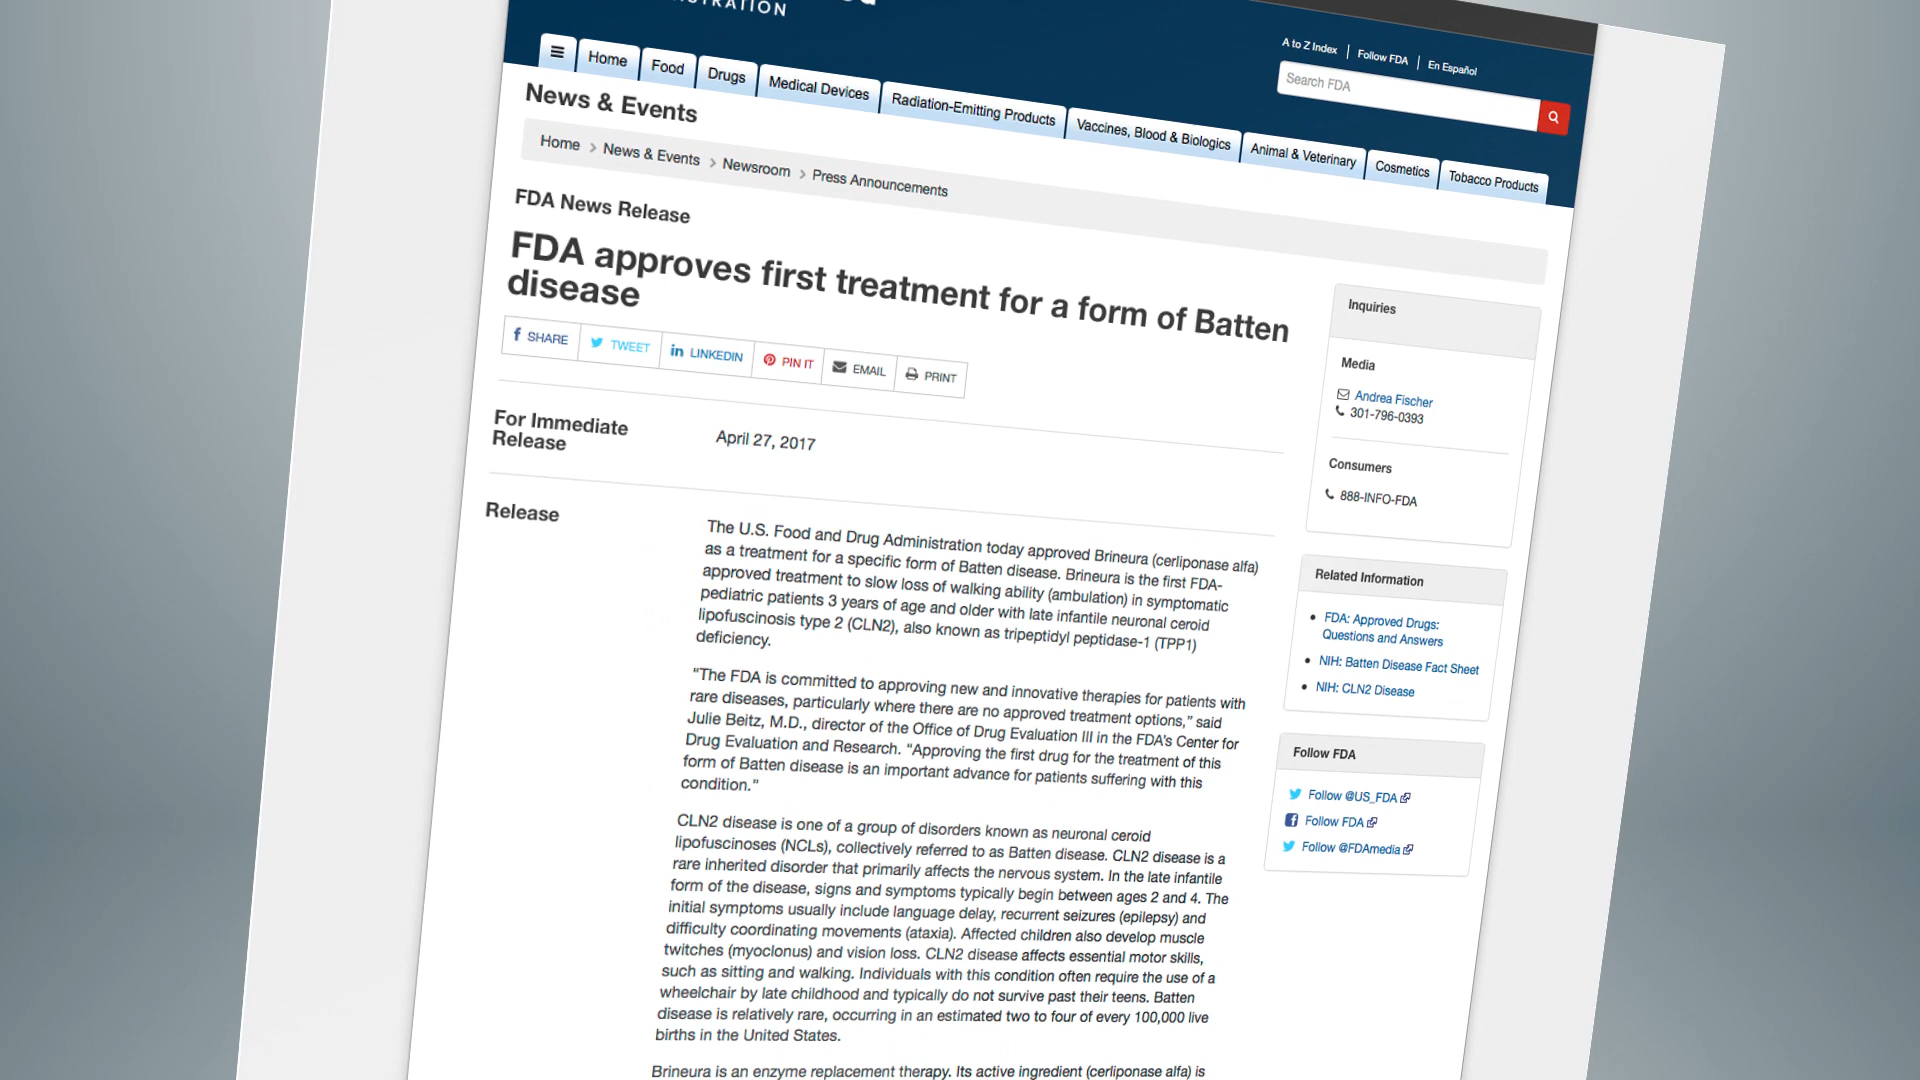 A to Z Index | Follow FDA | En Español
Search FDA
Home Food Drugs Medical Devices Radiation-Emitting Products Vaccines, Blood & Biologics Animal & Veterinary Cosmetics Tobacco Products
News & Events
Home > News & Events > Newsroom > Press Announcements
FDA News Release
FDA approves first treatment for a form of Batten
disease
SHARE TWEET LINKEDIN PIN IT EMAIL PRINT
For Immediate
Release
April 27, 2017
Release
The U.S. Food and Drug Administration today approved Brineura (cerliponase alfa)
as a treatment for a specific form of Batten disease. Brineura is the first FDA-
approved treatment to slow loss of walking ability (ambulation) in symptomatic
pediatric patients 3 years of age and older with late infantile neuronal ceroid
lipofuscinosis type 2 (CLN2), also known as tripeptidyl peptidase-1 (TPP1)
deficiency.
“The FDA is committed to approving new and innovative therapies for patients with
rare diseases, particularly where there are no approved treatment options,” said
Julie Beitz, M.D., director of the Office of Drug Evaluation III in the FDA’s Center for
Drug Evaluation and Research. “Approving the first drug for the treatment of this
form of Batten disease is an important advance for patients suffering with this
condition.”
CLN2 disease is one of a group of disorders known as neuronal ceroid
lipofuscinoses (NCLs), collectively referred to as Batten disease. CLN2 disease is a
rare inherited disorder that primarily affects the nervous system. In the late infantile
form of the disease, signs and symptoms typically begin between ages 2 and 4. The
initial symptoms usually include language delay, recurrent seizures (epilepsy) and
difficulty coordinating movements (ataxia). Affected children also develop muscle
twitches (myoclonus) and vision loss. CLN2 disease affects essential motor skills,
such as sitting and walking. Individuals with this condition often require the use of a
wheelchair by late childhood and typically do not survive past their teens. Batten
disease is relatively rare, occurring in an estimated two to four of every 100,000 live
births in the United States.
Brineura is an enzyme replacement therapy. Its active ingredient (cerliponase alfa) is
Inquiries
Media
Andrea Fischer
301-796-0393
Consumers
888-INFO-FDA
Related Information
FDA: Approved Drugs:
Questions and Answers
NIH: Batten Disease Fact Sheet
NIH: CLN2 Disease
Follow FDA
Follow @US_FDA
Follow FDA
Follow @FDAmedia